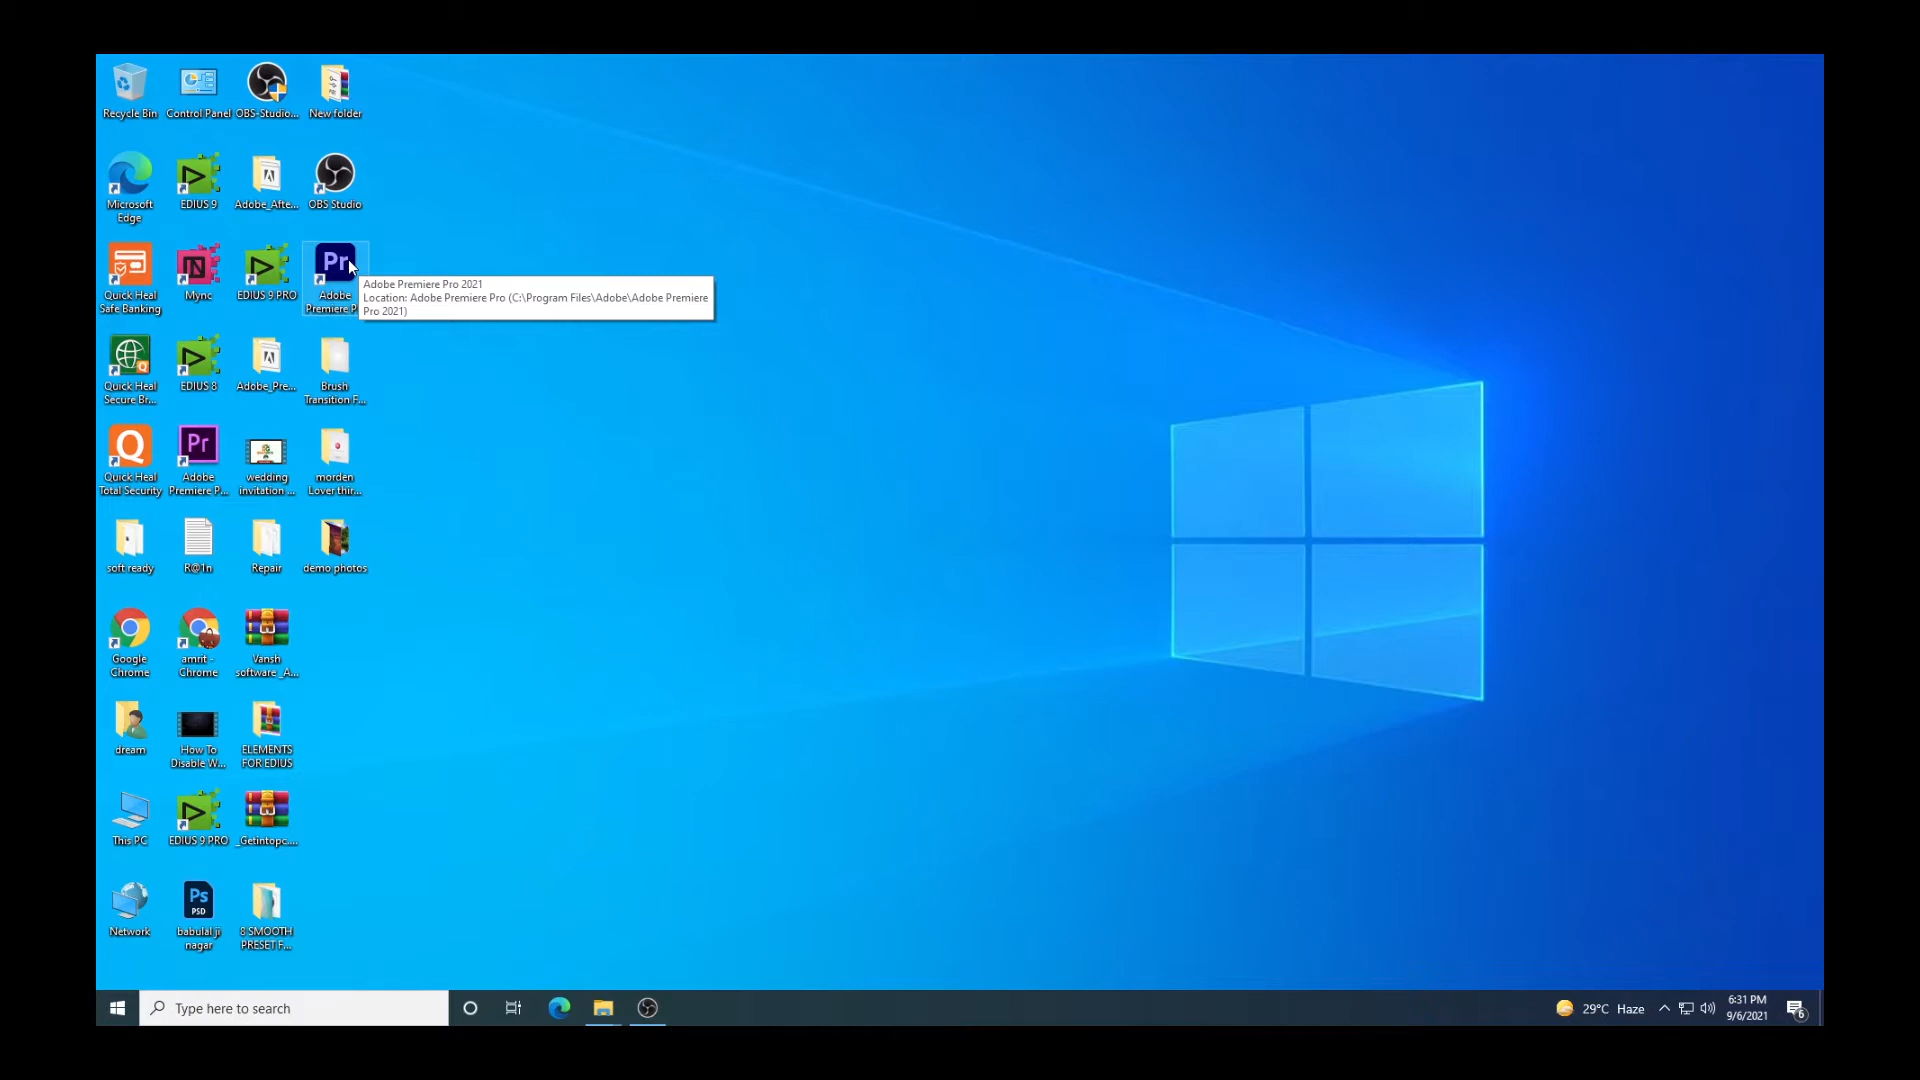 Recycle Bin
Control Panel
OBS-Studio...
New folder
Microsoft
Edge
EDIUS 9
Adobe_Afte...
OBS Studio
Quick Heal
Safe Banking
Mync
EDIUS 9 PRO
Pr
Adobe
Premiere P
Adobe Premiere Pro 2021
Location: Adobe Premiere Pro (C:\Program Files\Adobe\Adobe Premiere
Pro 2021)
Quick Heal
Secure Br...
EDIUS 8
Adobe_Pre...
Brush
Transition F...
Quick Heal
Total Security
Pr
Adobe
Premiere P...
wedding
invitation ...
morden
Lover thir...
soft ready
R@1n
Repair
demo photos
Google
Chrome
amrit -
Chrome
Vansh
software_A...
dream
How To
Disable W...
ELEMENTS
FOR EDIUS
This PC
EDIUS 9 PRO
_Getintopc....
Network
Ps
PSD
babulal ji
nagar
8 SMOOTH
PRESET F...
Type here to search
29°C Haze
6:31 PM
9/6/2021
6